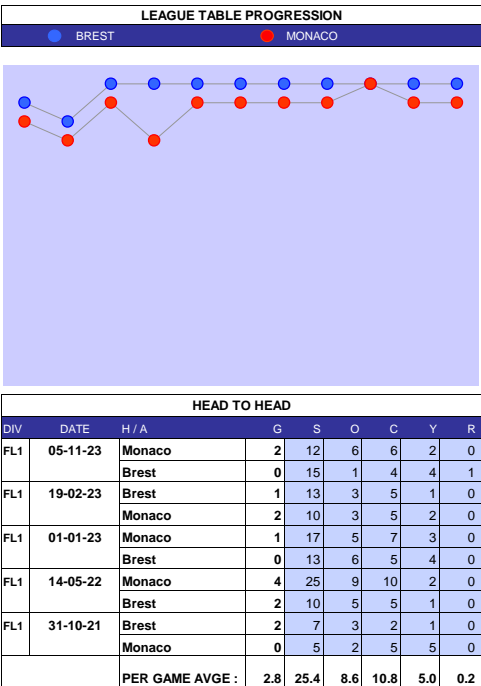 LEAGUE TABLE PROGRESSION
BREST MONACO
HEAD TO HEAD
DIV DATE H / A G S O C Y R
FL1 05-11-23 Monaco 2 12 6 6 2 0
Brest 0 15 1 4 4 1
FL1 19-02-23 Brest 1 13 3 5 1 0
Monaco 2 10 3 5 2 0
FL1 01-01-23 Monaco 1 17 5 7 3 0
Brest 0 13 6 5 4 0
FL1 14-05-22 Monaco 4 25 9 10 2 0
Brest 2 10 5 5 1 0
FL1 31-10-21 Brest 2 7 3 2 1 0
Monaco 0 5 2 5 5 0
PER GAME AVGE : 2.8 25.4 8.6 10.8 5.0 0.2